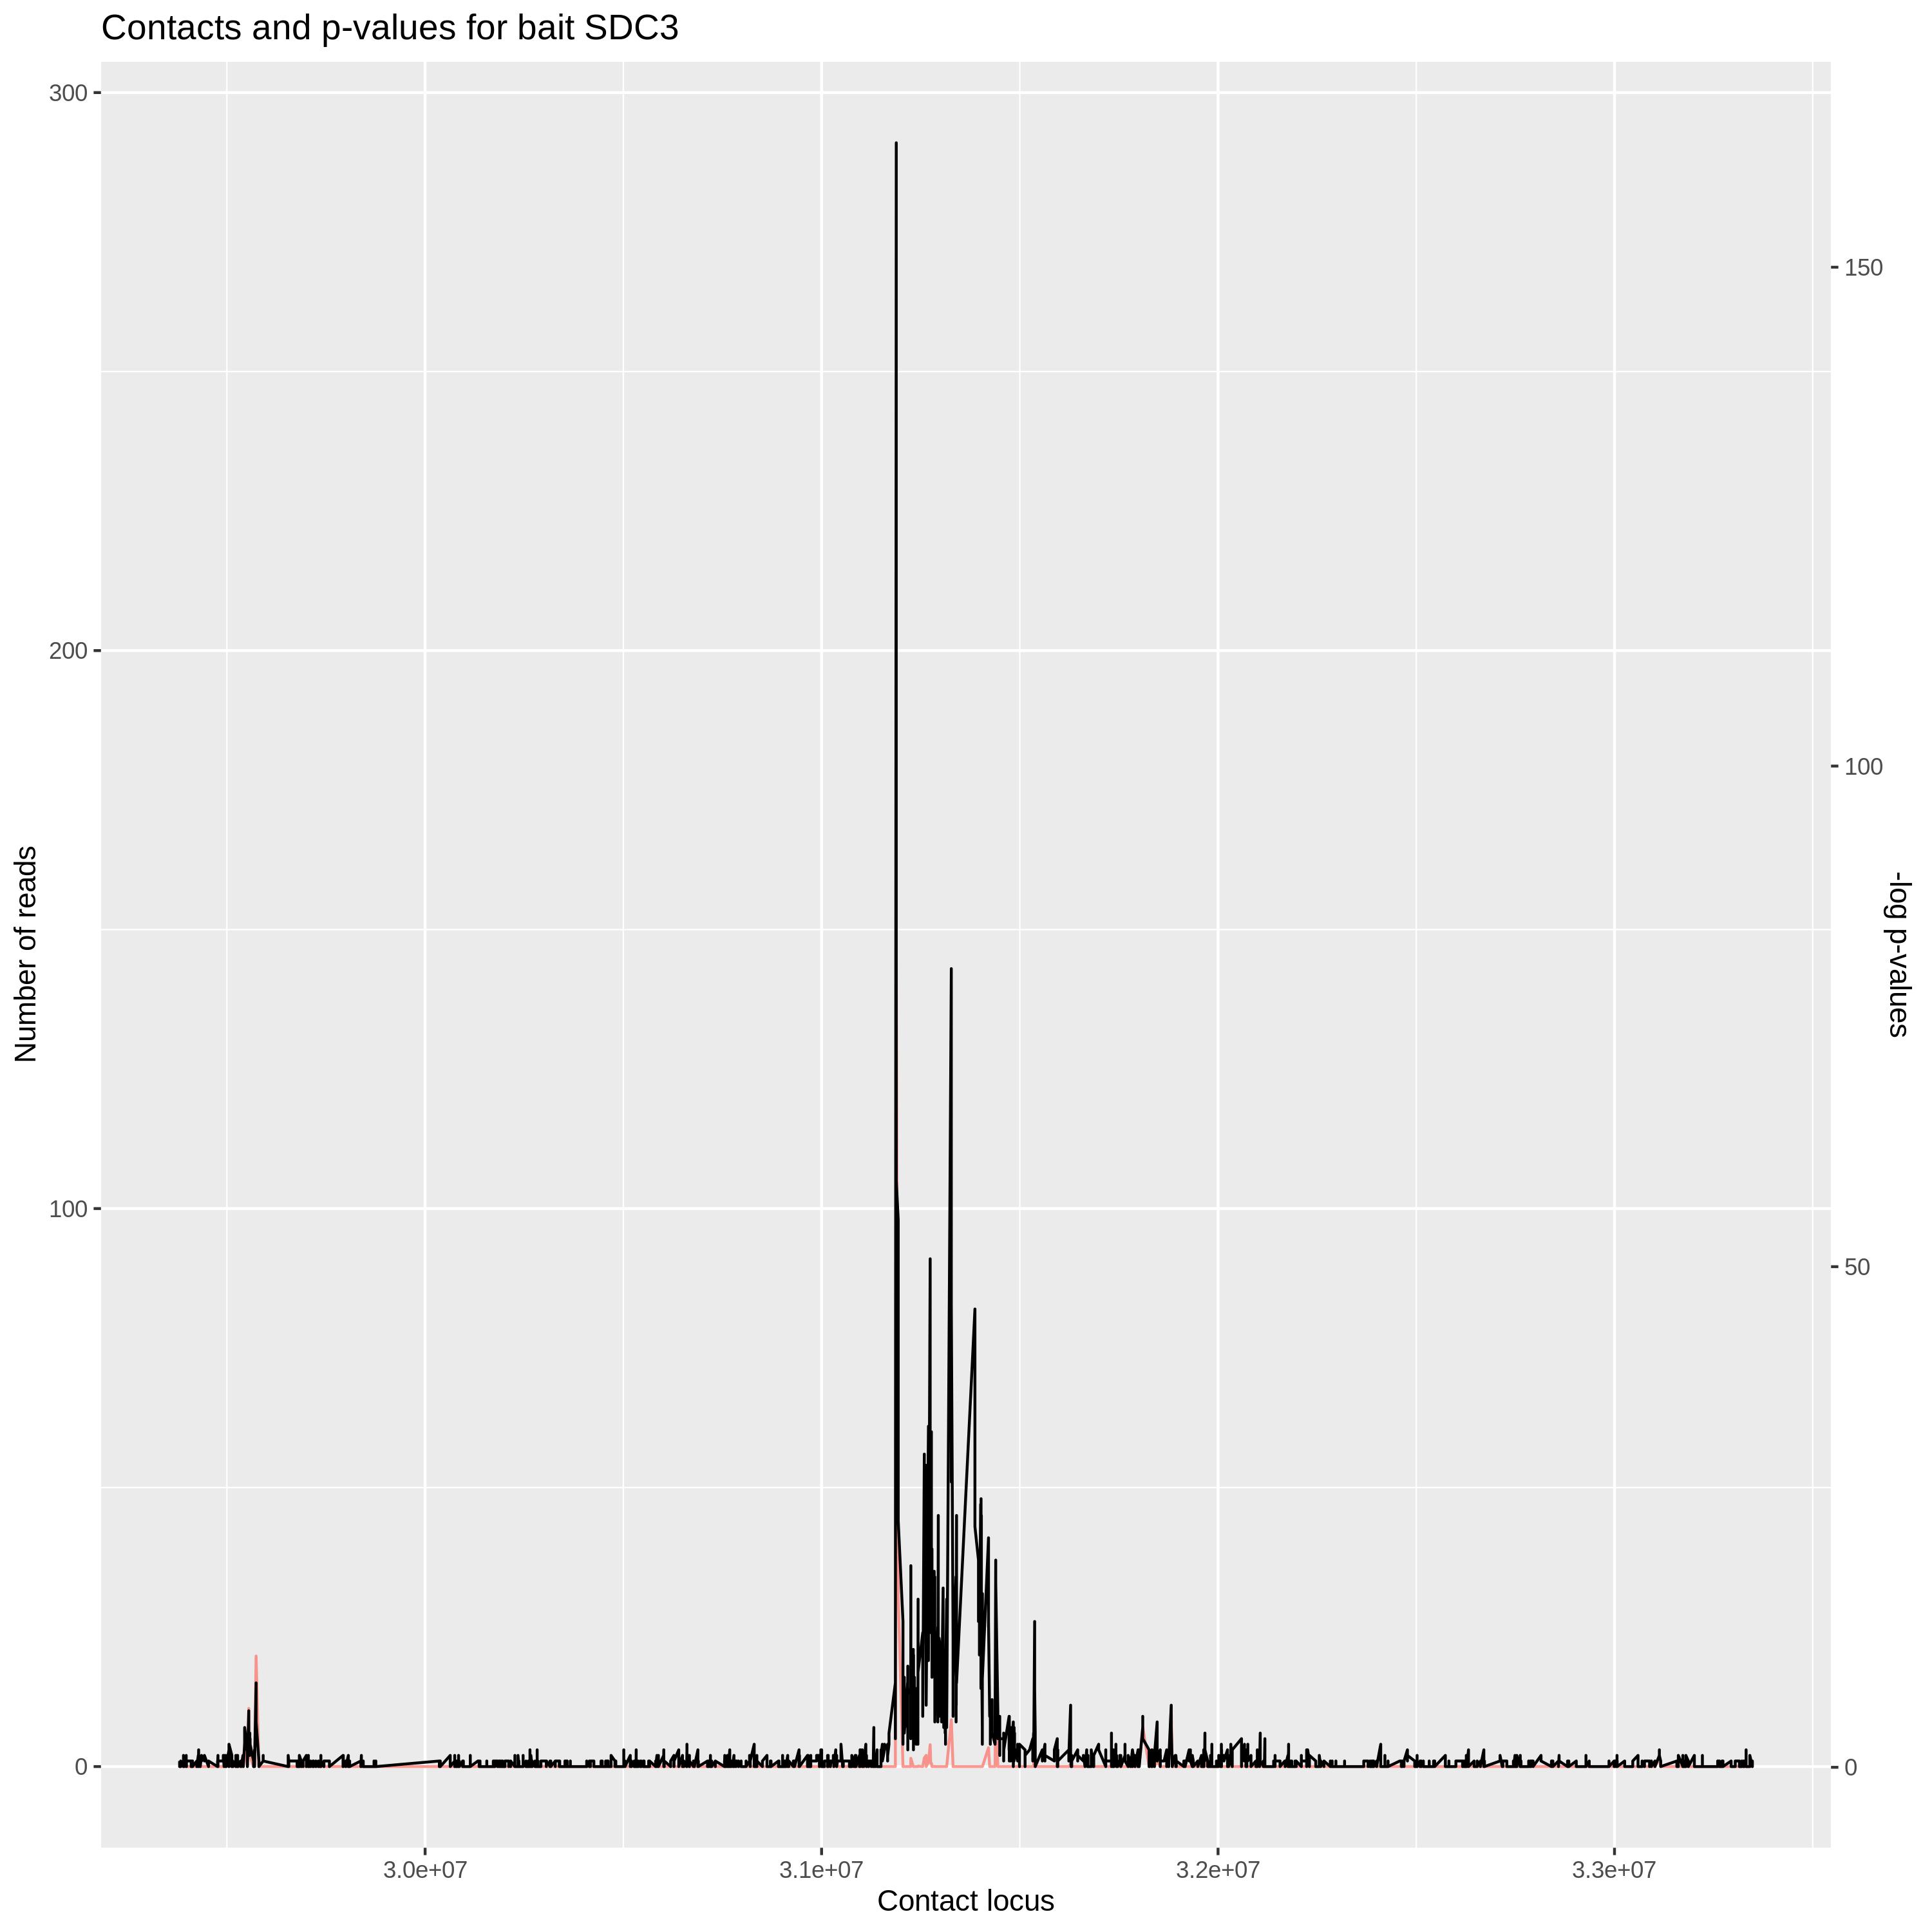 Contacts and p-values for bait SDC3
300
200
100
0
Number of reads
150
100
50
0
-log p-values
3.0e+07
3.1e+07
3.2e+07
3.3e+07
Contact locus